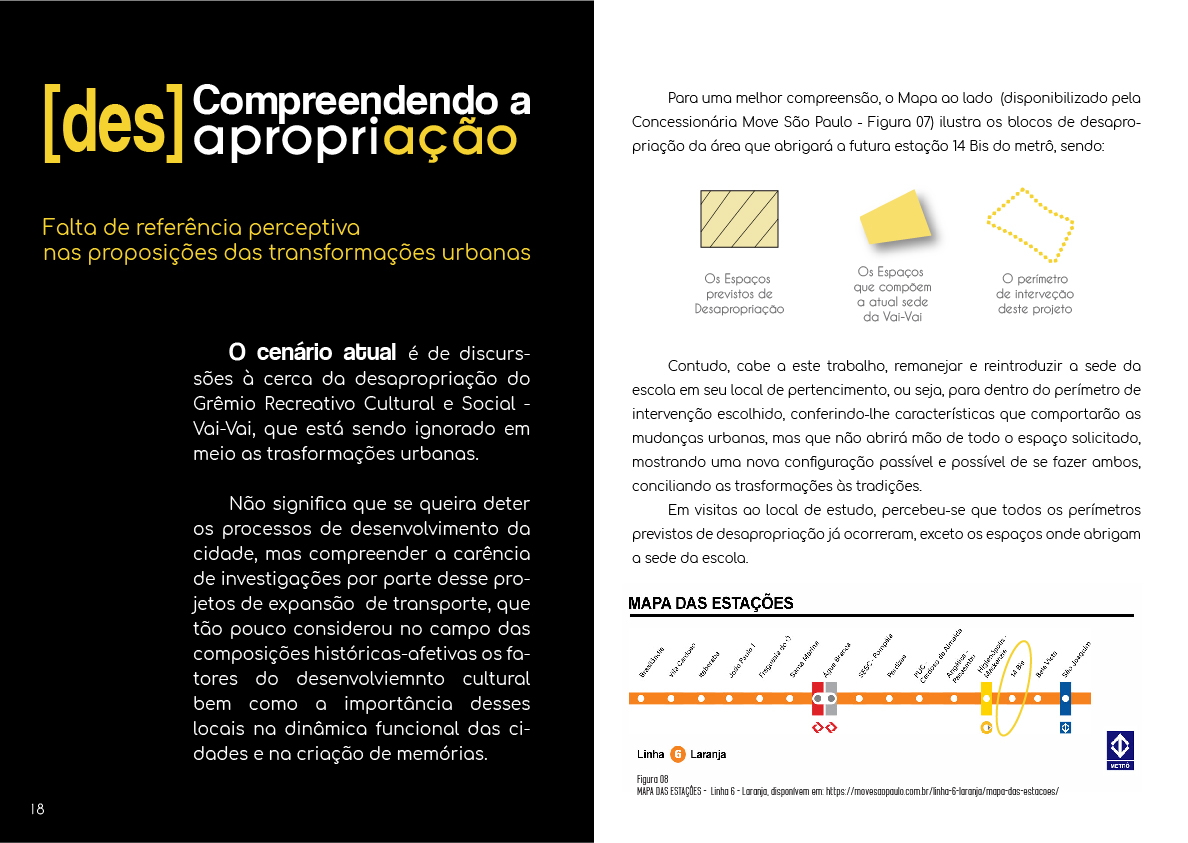 [des] Compreendendo a
apropriação
Falta de referência perceptiva
nas proposições das transformações urbanas
O cenário atual é de discurs-
sões à cerca da desapropriação do
Grêmio Recreativo Cultural e Social -
Vai-Vai, que está sendo ignorado em
meio as trasformações urbanas.
Não significa que se queira deter
os processos de desenvolvimento da
cidade, mas compreender a carência
de investigações por parte desse pro-
jetos de expansão de transporte, que
tão pouco considerou no campo das
composições históricas-afetivas os fa-
tores do desenvolviemnto cultural
bem como a importância desses
locais na dinâmica funcional das ci-
dades e na criação de memórias.
18
Para uma melhor compreensão, o Mapa ao lado (disponibilizado pela
Concessionária Move São Paulo - Figura 07) ilustra os blocos de desapro-
priação da área que abrigará a futura estação 14 Bis do metrô, sendo:
Os Espaços
previstos de
Desapropriação
Os Espaços
que compõem
a atual sede
da Vai-Vai
O perímetro
de interveção
deste projeto
Contudo, cabe a este trabalho, remanejar e reintroduzir a sede da
escola em seu local de pertencimento, ou seja, para dentro do perímetro de
intervenção escolhido, conferindo-lhe características que comportarão as
mudanças urbanas, mas que não abrirá mão de todo o espaço solicitado,
mostrando uma nova configuração passível e possível de se fazer ambos,
conciliando as trasformações às tradições.
Em visitas ao local de estudo, percebeu-se que todos os perímetros
previstos de desapropriação já ocorreram, exceto os espaços onde abrigam
a sede da escola.
MAPA DAS ESTAÇÕES
Brasilândia
Vila Cardoso
Itaberaba
João Paulo I
Freguesia do Ó
Santa Marina
Água Branca
SESC - Pompéia
Perdizes
PUC
Cardoso de Almeida
Angélica -
Pacaembu
Higienópolis -
Mackenzie
14 Bis
Bela Vista
São Joaquim
Linha 6 Laranja
METRÔ
Figura 08
MAPA DAS ESTAÇÕES - Linha 6 - Laranja, disponívem em: https://movesaopaulo.com.br/linha-6-laranja/mapa-das-estacoes/